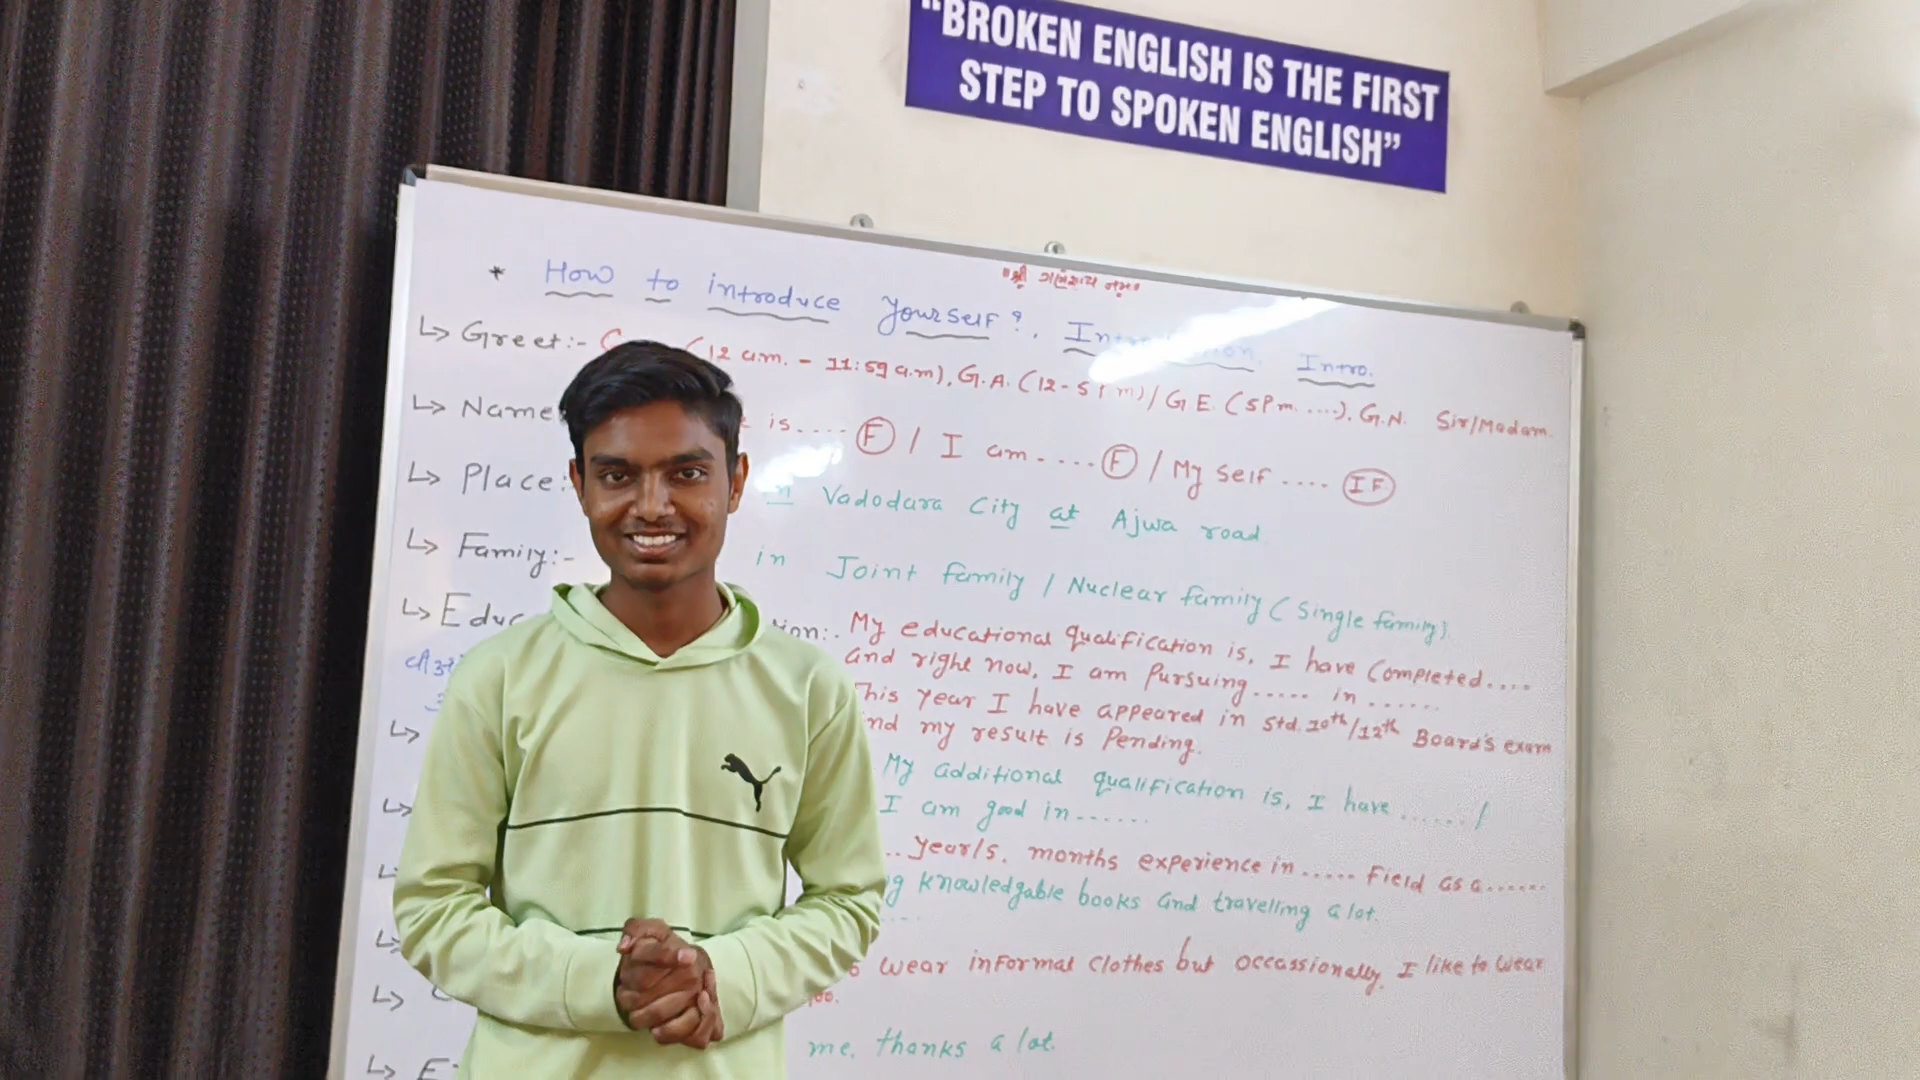 "BROKEN ENGLISH IS THE FIRST
STEP TO SPOKEN ENGLISH"
"श्री गणेशाय नमः"
* How to introduce Yourself?, Intro.
↳ Greet:- (12 a.m. - 11:59 a.m), G.A. (12-5 / G.E. (5 Pm. ....), G.N. Sir/Madam.
↳ Name is.... (F) / I am .... (F) / My self .... (IF)
↳ Place: in Vadodara City at Ajwa road.
↳ Family:- in Joint family / Nuclear family (Single family).
↳ My educational qualification is, I have Completed....
and right now, I am Pursuing ..... in ......
This Year I have appeared in std. 10th/12th Board's exam
and my result is Pending.
↳ My additional qualification is, I have ...... /
I am good in ......
↳ .. Year/s, months experience in ..... Field as a ......
↳ knowledgable books and travelling a lot.
↳ wear informal clothes but occassionally, I like to wear
too.
↳ me, thanks a lot.